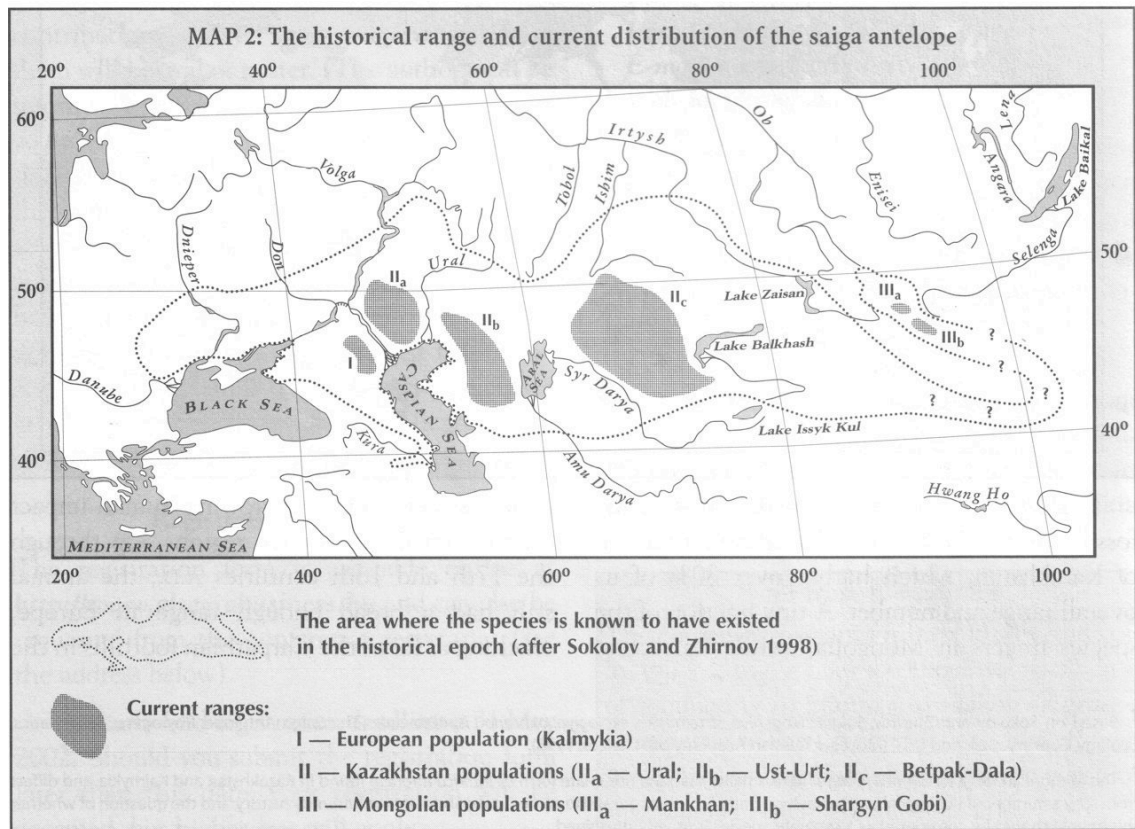 MAP 2: The historical range and current distribution of the saiga antelope
20° 40° 60° 80° 100°
60°
Lena
Ob
Irtysh
Angara
Lake Baikal
Volga
Tobol
Ishim
Enisei
Dnieper
Don
Ural
Selenga
50° 50°
IIa
IIb
IIc
Lake Zaisan
IIIa
IIIb
I
Lake Balkhash
? ? ? ? ?
Danube
BLACK SEA
CASPIAN SEA
ARAL SEA
Syr Darya
Lake Issyk Kul
40° 40°
Kura
Amu Darya
Hwang Ho
MEDITERRANEAN SEA
20° 40° 60° 80° 100°
The area where the species is known to have existed
in the historical epoch (after Sokolov and Zhirnov 1998)
Current ranges:
I — European population (Kalmykia)
II — Kazakhstan populations (IIa — Ural; IIb — Ust-Urt; IIc — Betpak-Dala)
III — Mongolian populations (IIIa — Mankhan; IIIb — Shargyn Gobi)